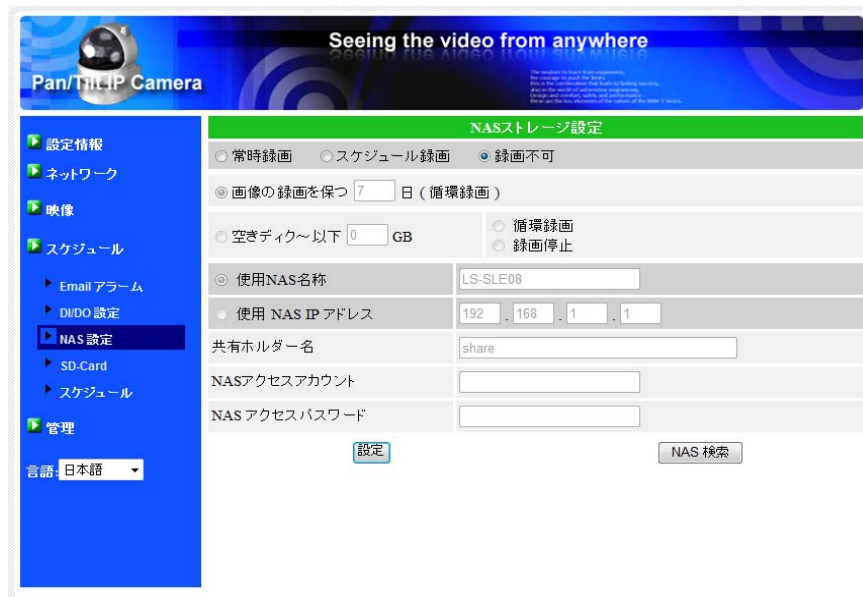 Seeing the video from anywhere
Pan/Tilt IP Camera
設定情報
ネットワーク
映像
スケジュール
Email アラーム
DI/DO 設定
NAS 設定
SD-Card
スケジュール
管理
言語: 日本語
NASストレージ設定
常時録画 スケジュール録画 録画不可
画像の録画を保つ 7 日 ( 循環録画 )
空きディク～以下 0 GB
循環録画
録画停止
使用NAS名称 LS-SLE08
使用 NAS IP アドレス 192 . 168 . 1 . 1
共有ホルダー名 share
NASアクセスアカウント
NAS アクセスパスワード
設定 NAS 検索